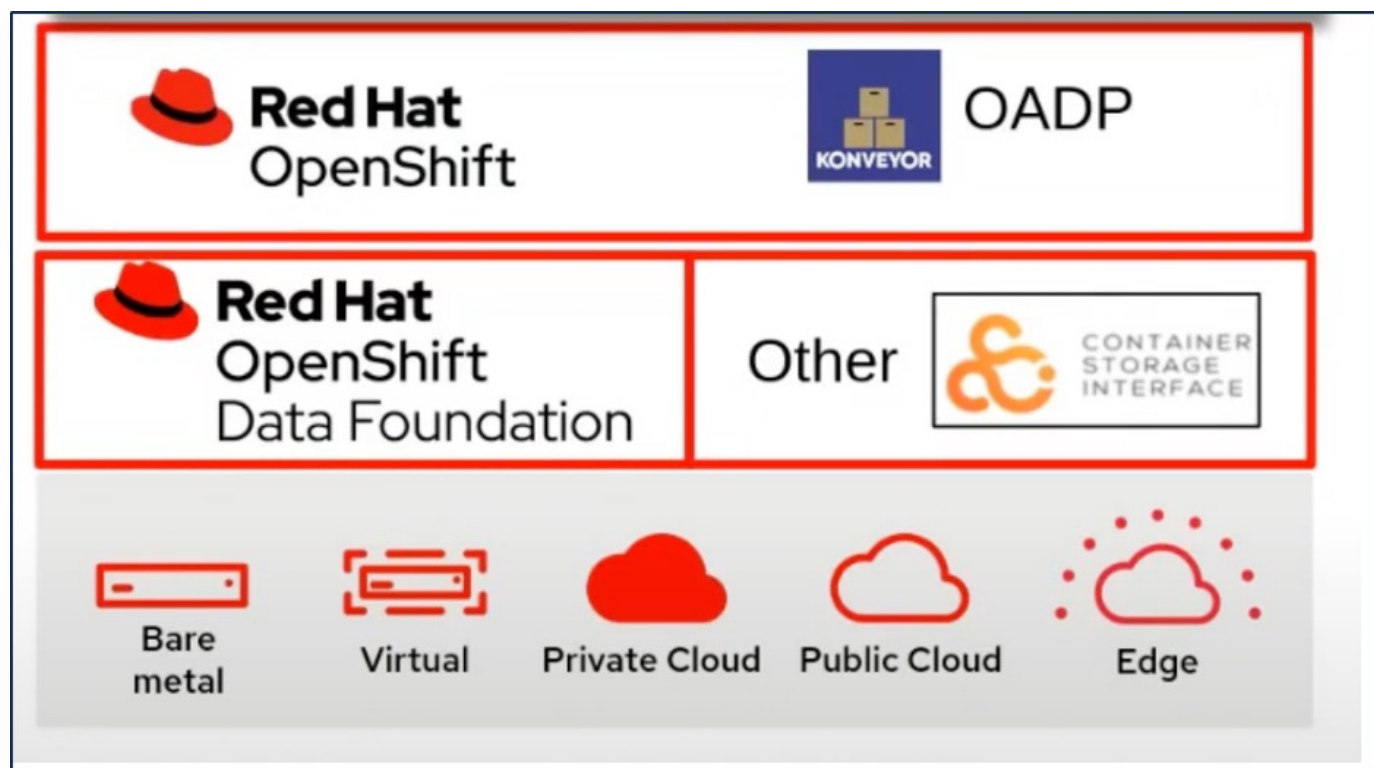 Red Hat
OpenShift
KONVEYOR
OADP
Red Hat
OpenShift
Data Foundation
Other
CONTAINER
STORAGE
INTERFACE
Bare
metal
Virtual
Private Cloud
Public Cloud
Edge